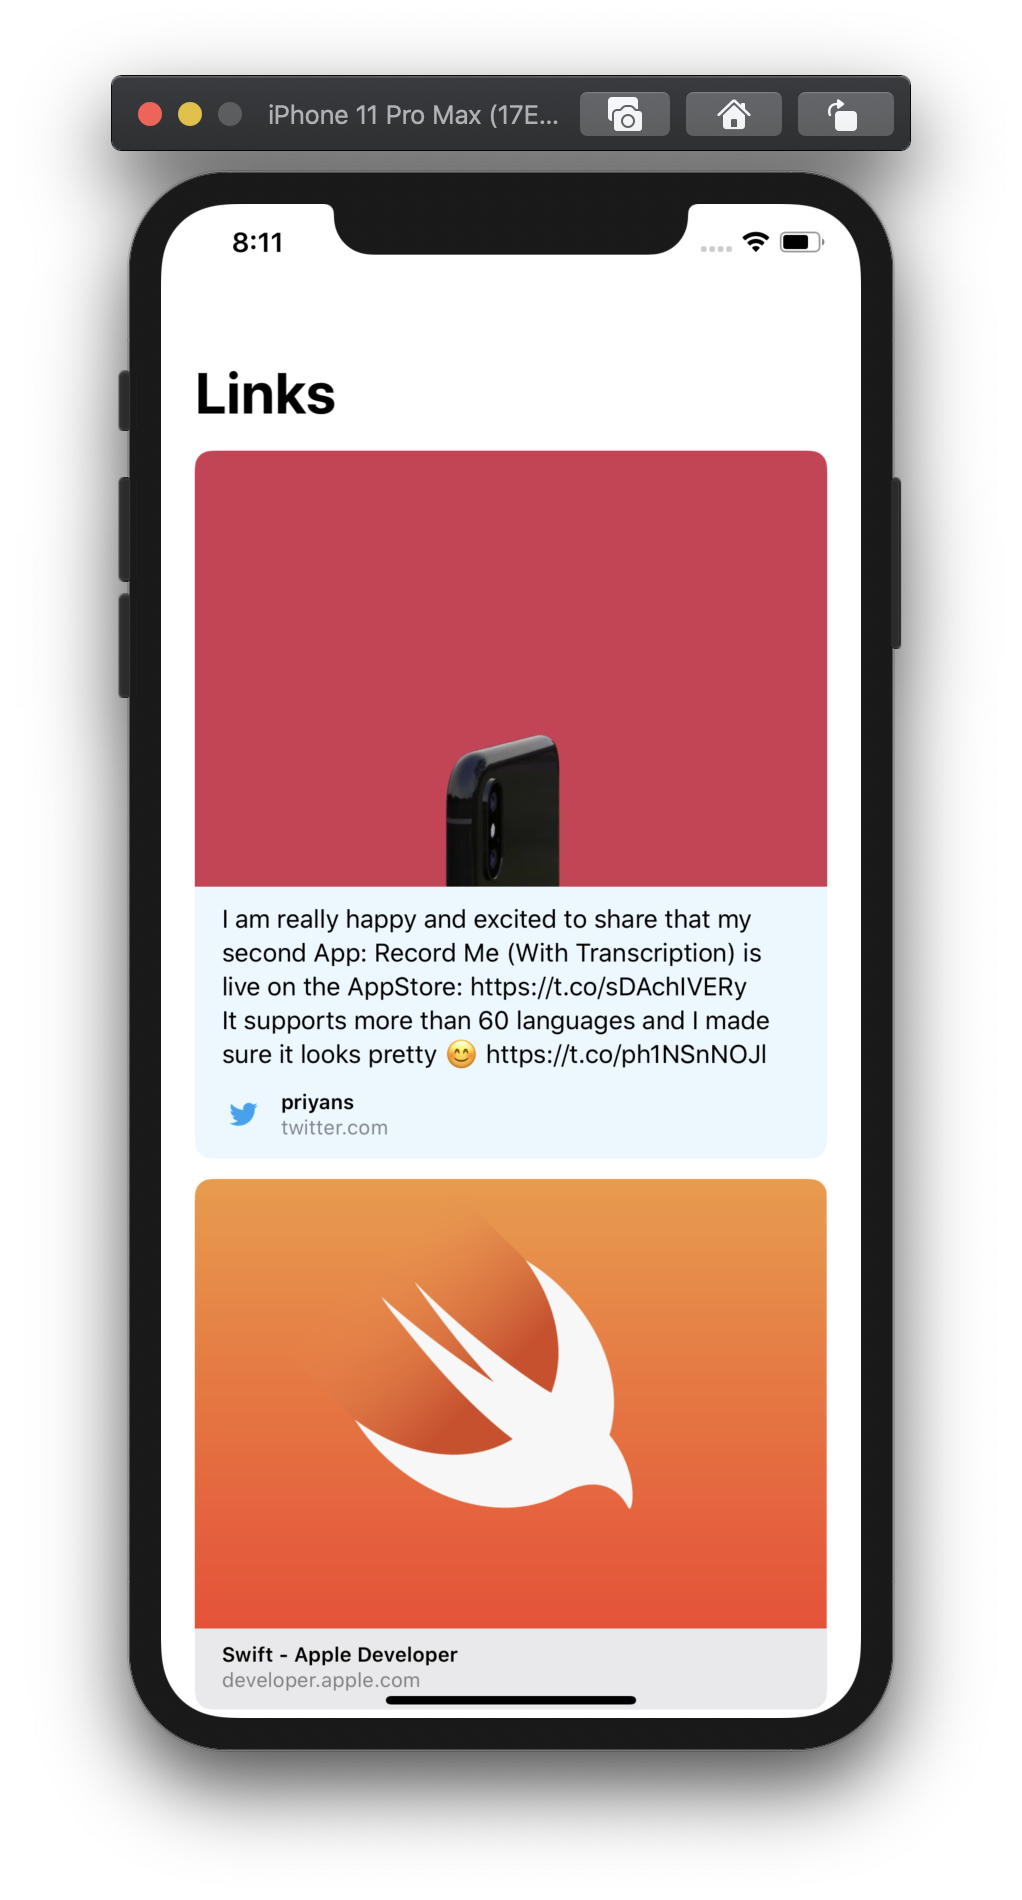 iPhone 11 Pro Max (17E...
8:11
Links
I am really happy and excited to share that my
second App: Record Me (With Transcription) is
live on the AppStore: https://t.co/sDAchIVERy
It supports more than 60 languages and I made
sure it looks pretty 😊 https://t.co/ph1NSnNOJl
priyans
twitter.com
Swift - Apple Developer
developer.apple.com